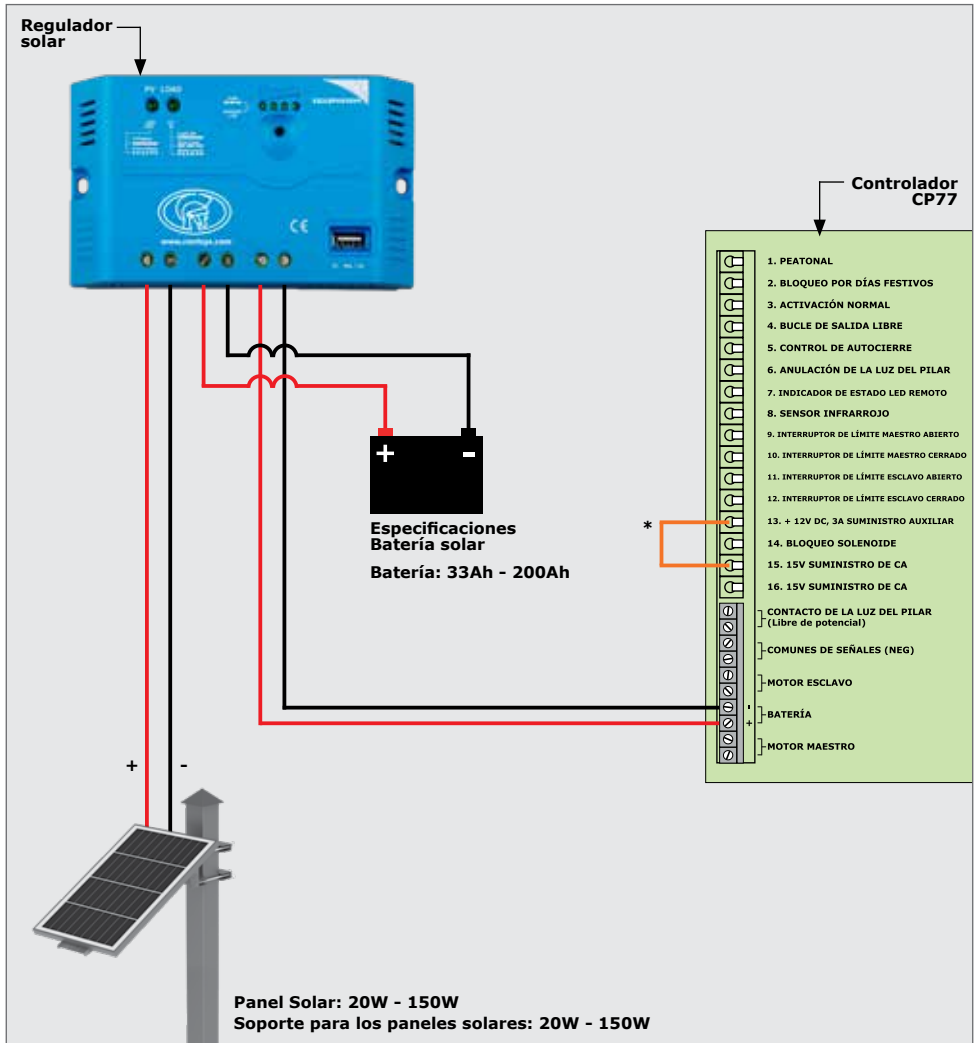 Regulador
solar
PV LOAD
CE
Controlador
CP77
1. PEATONAL
2. BLOQUEO POR DÍAS FESTIVOS
3. ACTIVACIÓN NORMAL
4. BUCLE DE SALIDA LIBRE
5. CONTROL DE AUTOCIERRE
6. ANULACIÓN DE LA LUZ DEL PILAR
7. INDICADOR DE ESTADO LED REMOTO
8. SENSOR INFRARROJO
9. INTERRUPTOR DE LÍMITE MAESTRO ABIERTO
10. INTERRUPTOR DE LÍMITE MAESTRO CERRADO
11. INTERRUPTOR DE LÍMITE ESCLAVO ABIERTO
12. INTERRUPTOR DE LÍMITE ESCLAVO CERRADO
*
13. + 12V DC, 3A SUMINISTRO AUXILIAR
14. BLOQUEO SOLENOIDE
15. 15V SUMINISTRO DE CA
16. 15V SUMINISTRO DE CA
CONTACTO DE LA LUZ DEL PILAR
(Libre de potencial)
COMUNES DE SEÑALES (NEG)
MOTOR ESCLAVO
-
+
BATERÍA
MOTOR MAESTRO
+ -
Especificaciones
Batería solar
Batería: 33Ah - 200Ah
+ -
Panel Solar: 20W - 150W
Soporte para los paneles solares: 20W - 150W